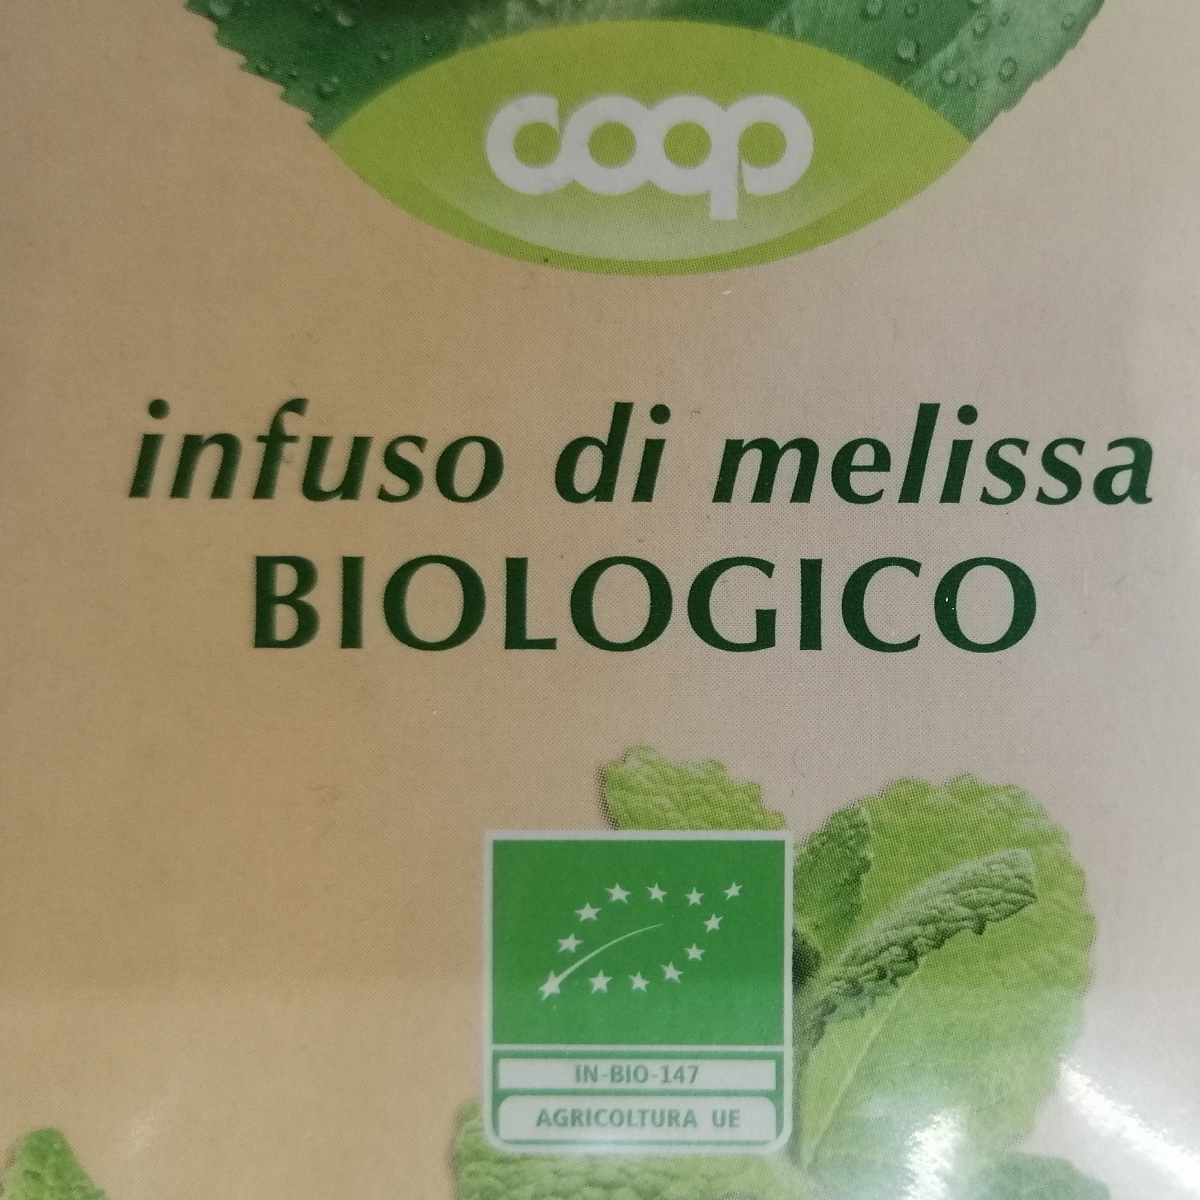 coop
infuso di melissa
BIOLOGICO
IN-BIO-147
AGRICOLTURA UE